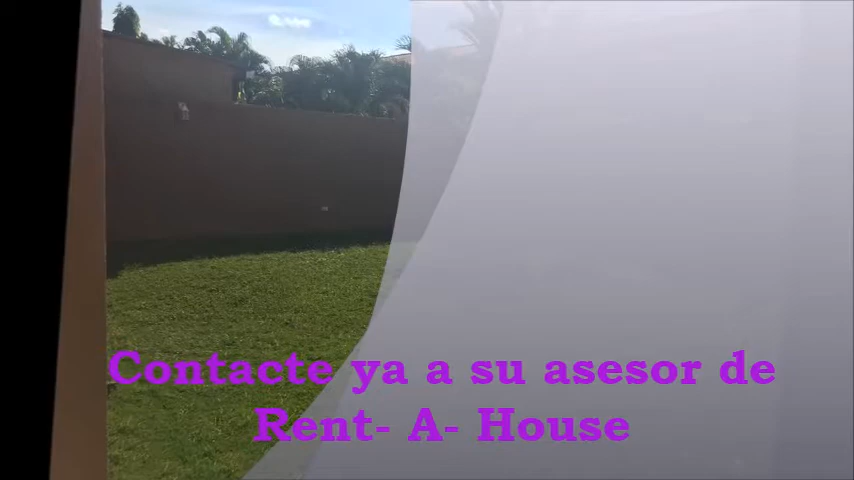 Contacte ya a su asesor de
Rent- A- House